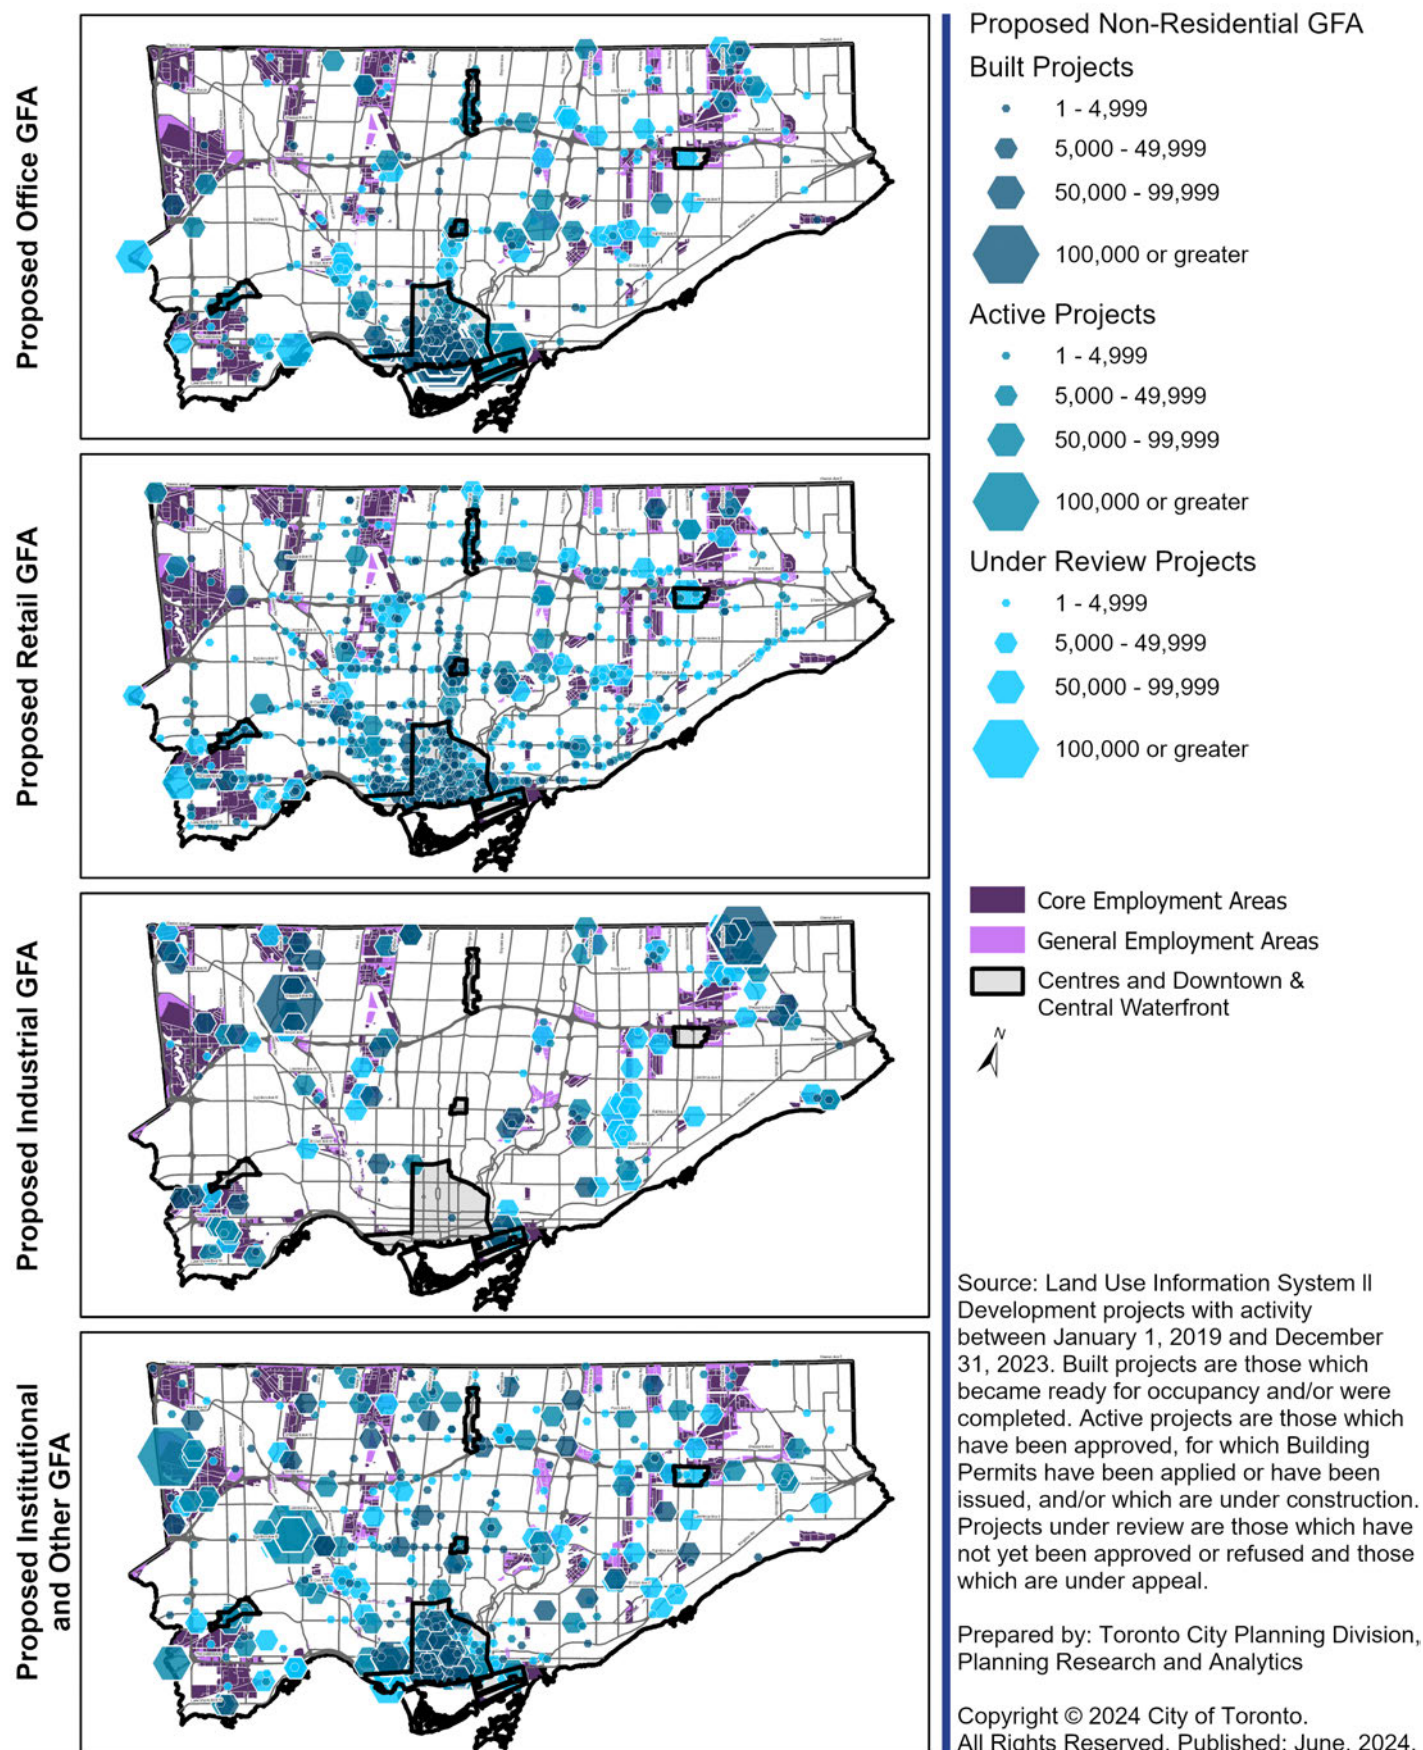 Proposed Office GFA
Proposed Retail GFA
Proposed Industrial GFA
Proposed Institutional
and Other GFA
Proposed Non-Residential GFA
Built Projects
1 - 4,999
5,000 - 49,999
50,000 - 99,999
100,000 or greater
Active Projects
1 - 4,999
5,000 - 49,999
50,000 - 99,999
100,000 or greater
Under Review Projects
1 - 4,999
5,000 - 49,999
50,000 - 99,999
100,000 or greater
Core Employment Areas
General Employment Areas
Centres and Downtown &
Central Waterfront
N
Source: Land Use Information System II
Development projects with activity
between January 1, 2019 and December
31, 2023. Built projects are those which
became ready for occupancy and/or were
completed. Active projects are those which
have been approved, for which Building
Permits have been applied or have been
issued, and/or which are under construction.
Projects under review are those which have
not yet been approved or refused and those
which are under appeal.
Prepared by: Toronto City Planning Division,
Planning Research and Analytics
Copyright © 2024 City of Toronto.
All Rights Reserved. Published: June, 2024.